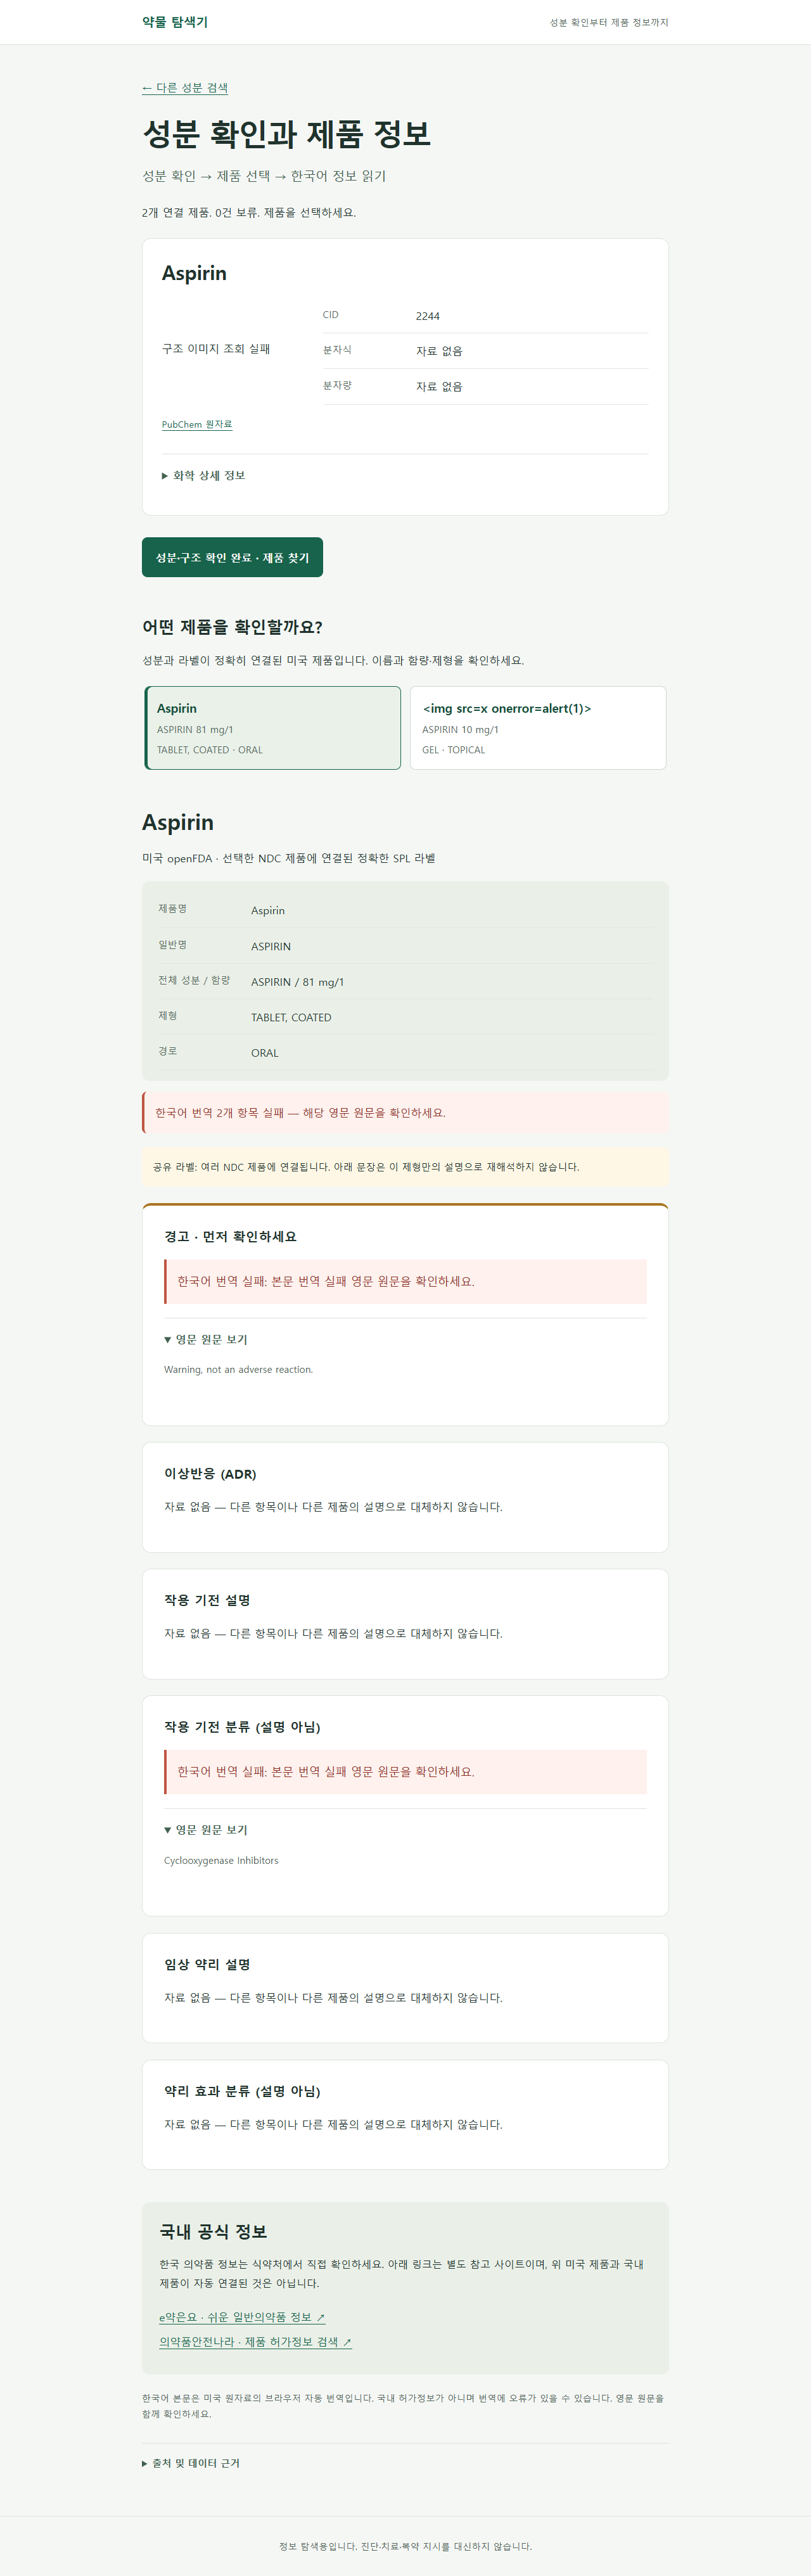 약물 탐색기
성분 확인부터 제품 정보까지
← 다른 성분 검색
성분 확인과 제품 정보
성분 확인 → 제품 선택 → 한국어 정보 읽기
2개 연결 제품. 0건 보류. 제품을 선택하세요.
Aspirin
구조 이미지 조회 실패
CID 2244
분자식 자료 없음
분자량 자료 없음
PubChem 원자료
▶ 화학 상세 정보
성분·구조 확인 완료 · 제품 찾기
어떤 제품을 확인할까요?
성분과 라벨이 정확히 연결된 미국 제품입니다. 이름과 함량·제형을 확인하세요.
Aspirin
ASPIRIN 81 mg/1
TABLET, COATED · ORAL
<img src=x onerror=alert(1)>
ASPIRIN 10 mg/1
GEL · TOPICAL
Aspirin
미국 openFDA · 선택한 NDC 제품에 연결된 정확한 SPL 라벨
제품명 Aspirin
일반명 ASPIRIN
전체 성분 / 함량 ASPIRIN / 81 mg/1
제형 TABLET, COATED
경로 ORAL
한국어 번역 2개 항목 실패 — 해당 영문 원문을 확인하세요.
공유 라벨: 여러 NDC 제품에 연결됩니다. 아래 문장은 이 제형만의 설명으로 재해석하지 않습니다.
경고 · 먼저 확인하세요
한국어 번역 실패: 본문 번역 실패 영문 원문을 확인하세요.
▼ 영문 원문 보기
Warning, not an adverse reaction.
이상반응 (ADR)
자료 없음 — 다른 항목이나 다른 제품의 설명으로 대체하지 않습니다.
작용 기전 설명
자료 없음 — 다른 항목이나 다른 제품의 설명으로 대체하지 않습니다.
작용 기전 분류 (설명 아님)
한국어 번역 실패: 본문 번역 실패 영문 원문을 확인하세요.
▼ 영문 원문 보기
Cyclooxygenase Inhibitors
임상 약리 설명
자료 없음 — 다른 항목이나 다른 제품의 설명으로 대체하지 않습니다.
약리 효과 분류 (설명 아님)
자료 없음 — 다른 항목이나 다른 제품의 설명으로 대체하지 않습니다.
국내 공식 정보
한국 의약품 정보는 식약처에서 직접 확인하세요. 아래 링크는 별도 참고 사이트이며, 위 미국 제품과 국내
제품이 자동 연결된 것은 아닙니다.
e약은요 · 쉬운 일반의약품 정보 ↗
의약품안전나라 · 제품 허가정보 검색 ↗
한국어 본문은 미국 원자료의 브라우저 자동 번역입니다. 국내 허가정보가 아니며 번역에 오류가 있을 수 있습니다. 영문 원문을
함께 확인하세요.
▶ 출처 및 데이터 근거
정보 탐색용입니다. 진단·치료·복약 지시를 대신하지 않습니다.